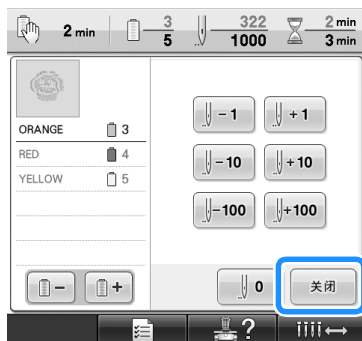 2 min 3 5 322 1000 2 min 3 min
ORANGE 3
RED 4
YELLOW 5
−1 +1
−10 +10
−100 +100
− + 0 关闭
?